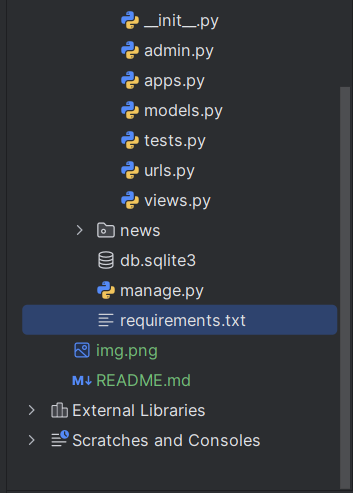 __init__.py
admin.py
apps.py
models.py
tests.py
urls.py
views.py
news
db.sqlite3
manage.py
requirements.txt
img.png
M↓ README.md
External Libraries
Scratches and Consoles